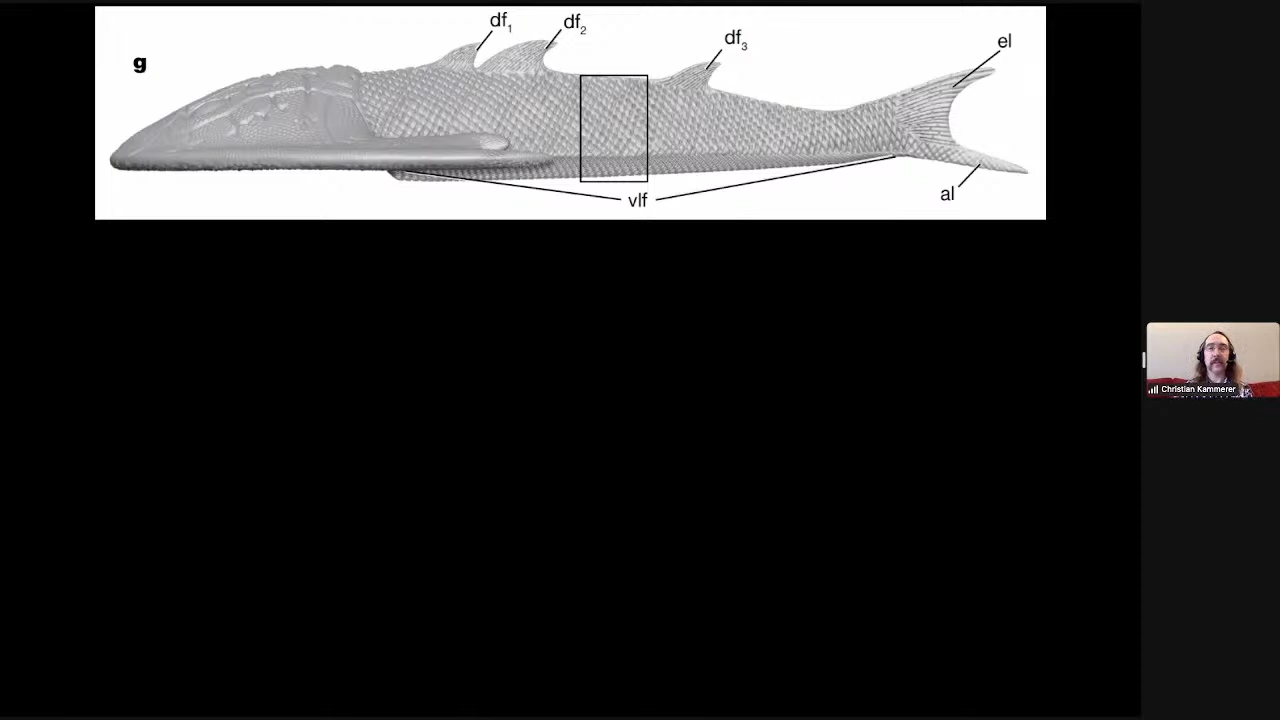 g
df1
df2
df3
el
al
vlf
Christian Kammerer